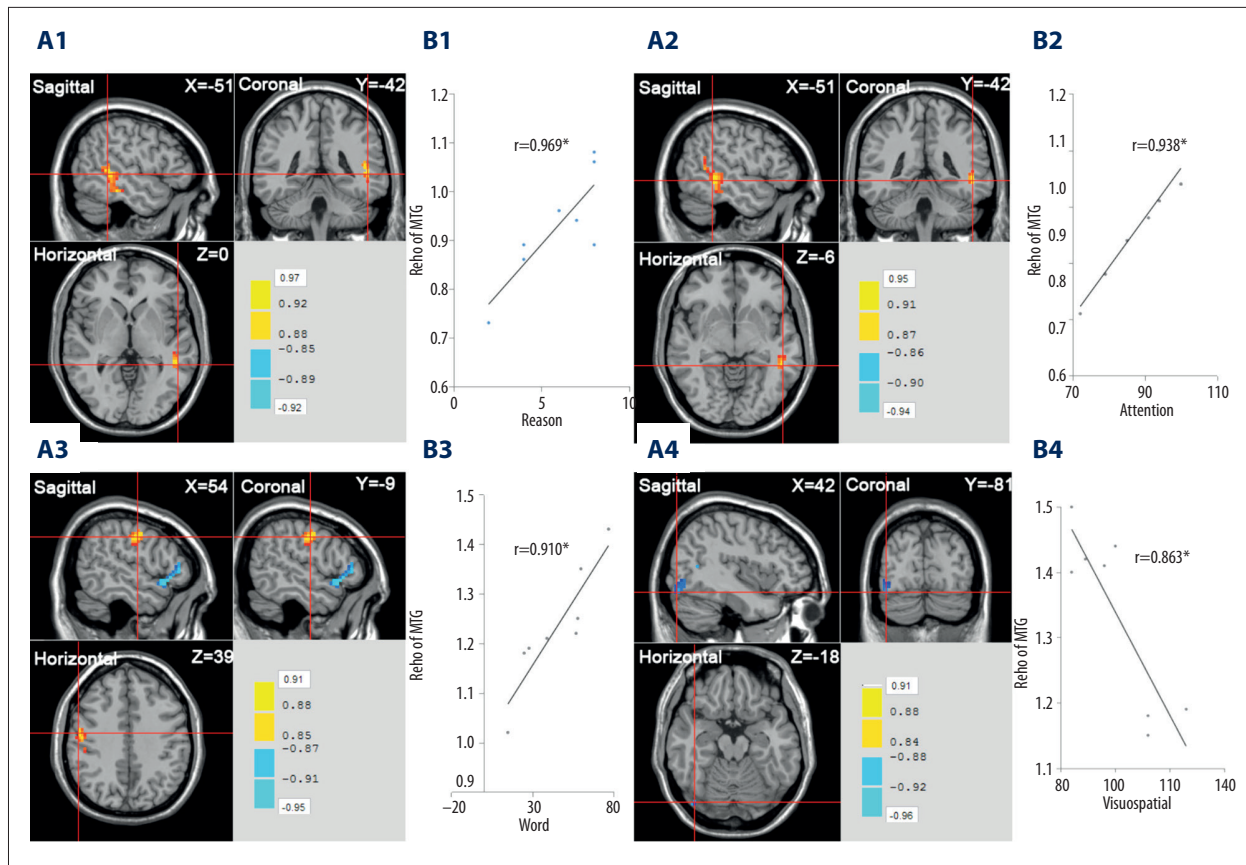 A1
Sagittal X=-51
Coronal Y=-42
Horizontal Z=0
0.97
0.92
0.88
-0.85
-0.89
-0.92
B1
Reho of MTG
1.2
1.1
1.0
0.9
0.8
0.7
0.6
r=0.969*
0 5 10
Reason
A2
Sagittal X=-51
Coronal Y=-42
Horizontal Z=-6
0.95
0.91
0.87
-0.86
-0.90
-0.94
B2
Reho of MTG
1.2
1.1
1.0
0.9
0.8
0.7
0.6
r=0.938*
70 90 110
Attention
A3
Sagittal X=54
Coronal Y=-9
Horizontal Z=39
0.91
0.88
0.85
-0.87
-0.91
-0.95
B3
Reho of MTG
1.5
1.4
1.3
1.2
1.1
1.0
0.9
r=0.910*
–20 30 80
Word
A4
Sagittal X=42
Coronal Y=-81
Horizontal Z=-18
0.91
0.88
0.84
-0.88
-0.92
-0.96
B4
Reho of MTG
1.5
1.4
1.3
1.2
1.1
r=0.863*
80 100 120 140
Visuospatial